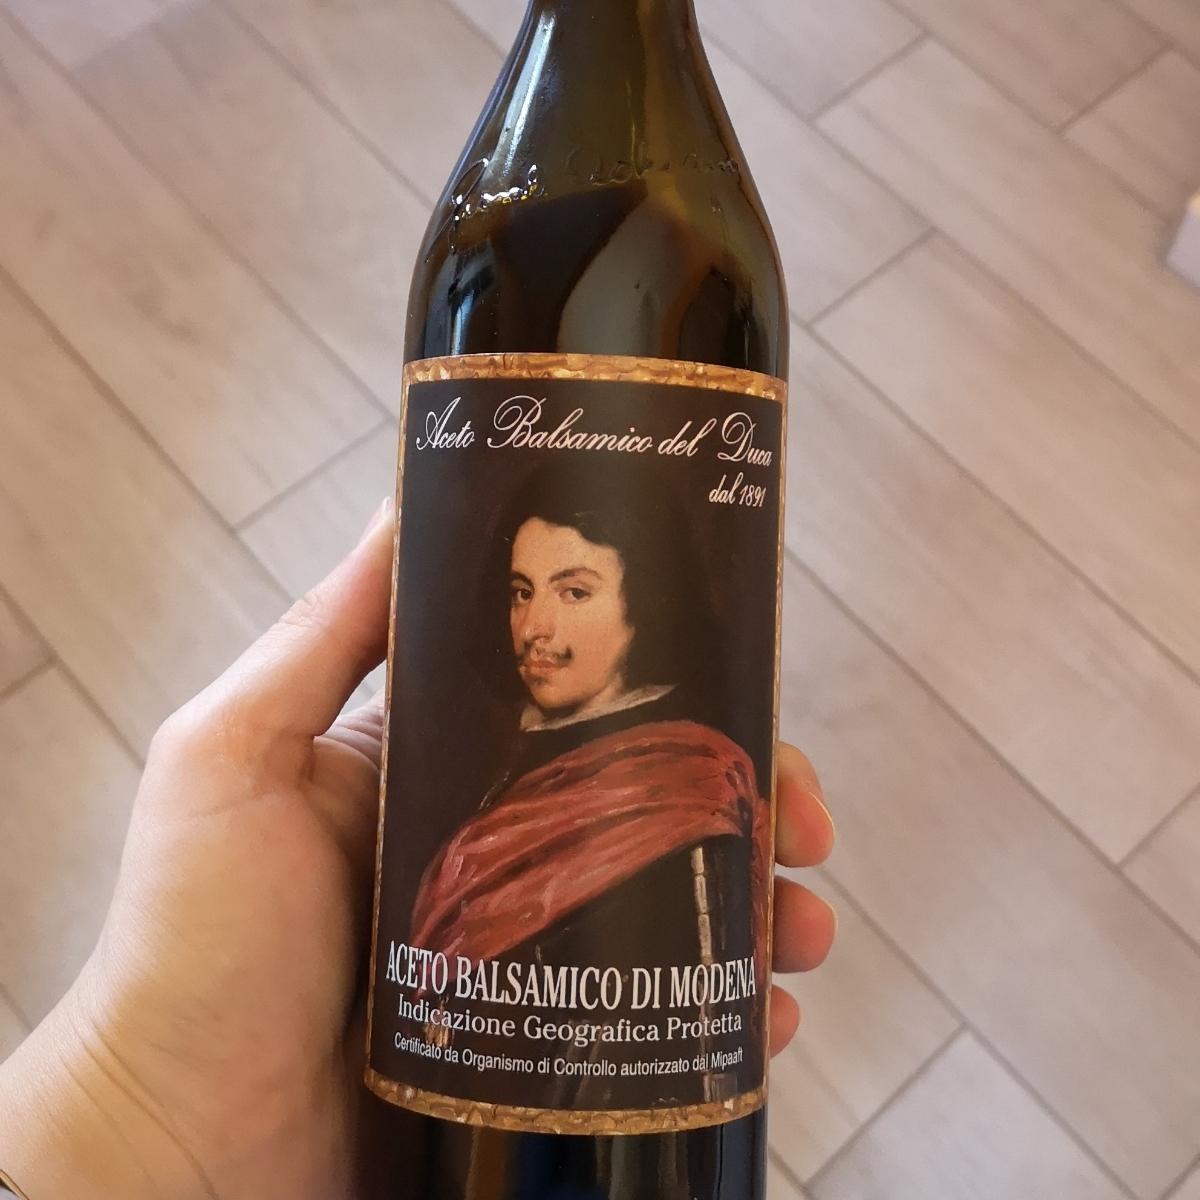 Aceto Balsamico del Duca
dal 1891
ACETO BALSAMICO DI MODENA
Indicazione Geografica Protetta
Certificato da Organismo di Controllo autorizzato dal Mipaaft